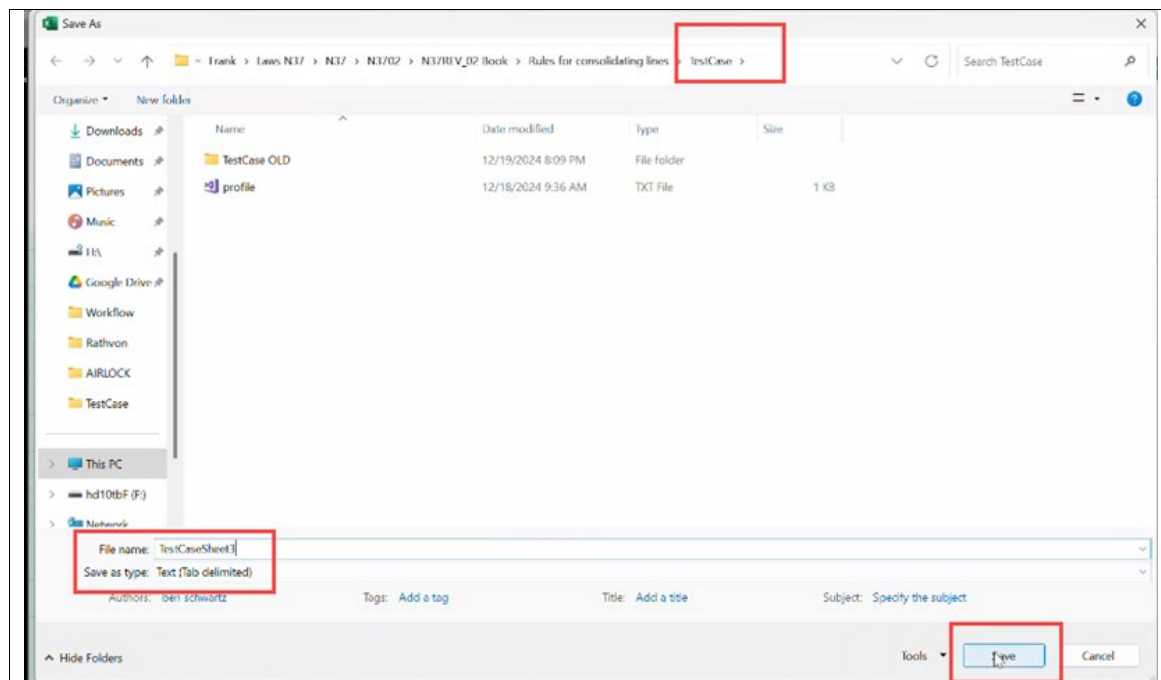 Save As
Frank > Laws N37 > N37 > N3702 > N37REV_02 Book > Rules for consolidating lines > TestCase >
Search TestCase
Organize
New folder
Name
Date modified
Type
Size
Downloads
Documents
Pictures
Music
Google Drive
Workflow
Rathvon
AIRLOCK
TestCase
This PC
hd10tbF (F:)
Network
TestCase OLD 12/19/2024 8:09 PM File folder
profile 12/18/2024 9:36 AM TXT File 1 KB
File name: TestCaseSheet3
Save as type: Text (Tab delimited)
Authors: ben schwartz
Tags: Add a tag
Title: Add a title
Subject: Specify the subject
Hide Folders
Tools
Save
Cancel